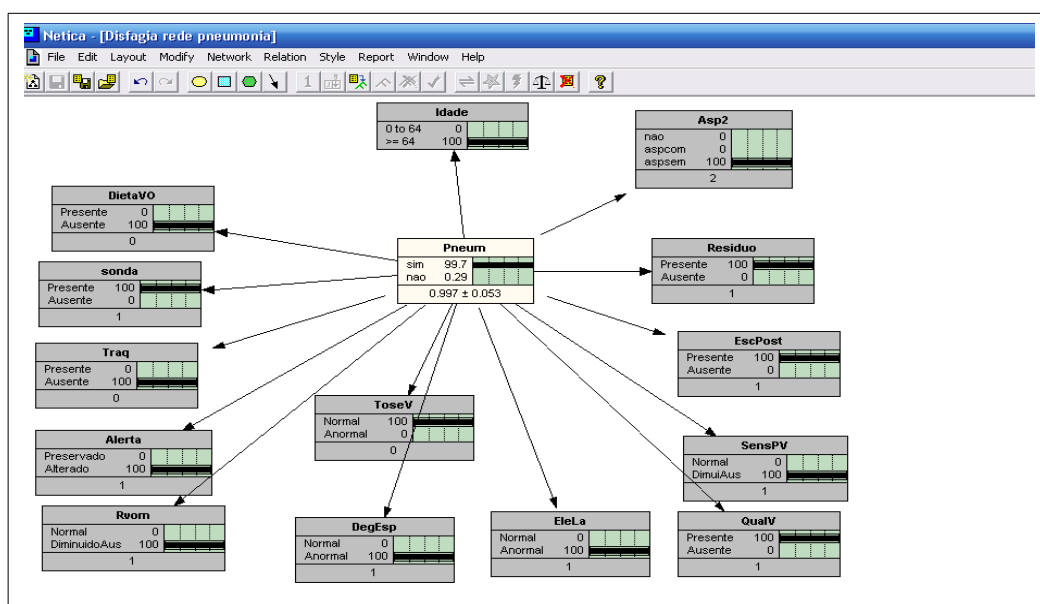 Netica - [Disfagia rede pneumonia]
File Edit Layout Modify Network Relation Style Report Window Help
1 ?
Idade
0 to 64 0
>= 64 100
Asp2
nao 0
aspcom 0
aspsem 100
2
DietaVO
Presente 0
Ausente 100
0
Pneum
sim 99.7
nao 0.29
0.997 ± 0.053
Residuo
Presente 100
Ausente 0
1
sonda
Presente 100
Ausente 0
1
EscPost
Presente 100
Ausente 0
1
Traq
Presente 0
Ausente 100
0
ToseV
Normal 100
Anormal 0
0
Alerta
Preservado 0
Alterado 100
1
SensPV
Normal 0
DimuiAus 100
1
Rvom
Normal 0
DiminuidoAus 100
1
DegEsp
Normal 0
Anormal 100
1
EleLa
Normal 0
Anormal 100
1
QualV
Presente 100
Ausente 0
1